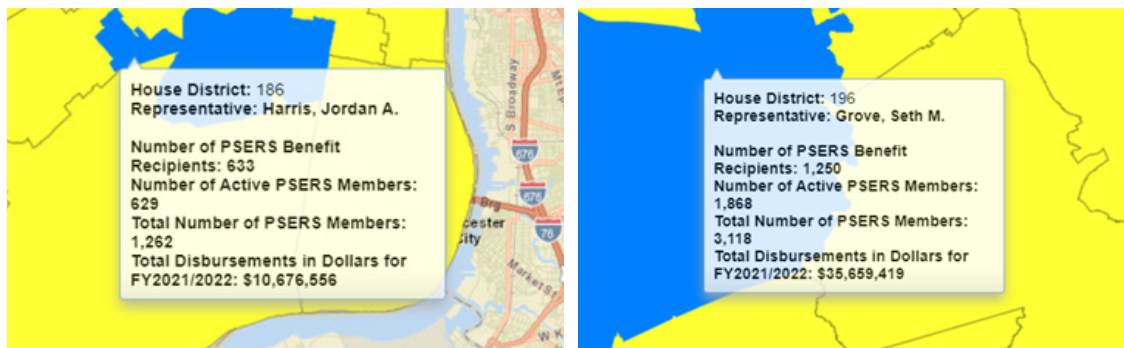 House District: 186
Representative: Harris, Jordan A.
Number of PSERS Benefit
Recipients: 633
Number of Active PSERS Members:
629
Total Number of PSERS Members:
1,262
Total Disbursements in Dollars for
FY2021/2022: $10,676,556
S Broadway
Mt E
676
676
Brg
cester
ity
76
Market St
W K
House District: 196
Representative: Grove, Seth M.
Number of PSERS Benefit
Recipients: 1,250
Number of Active PSERS Members:
1,868
Total Number of PSERS Members:
3,118
Total Disbursements in Dollars for
FY2021/2022: $35,659,419